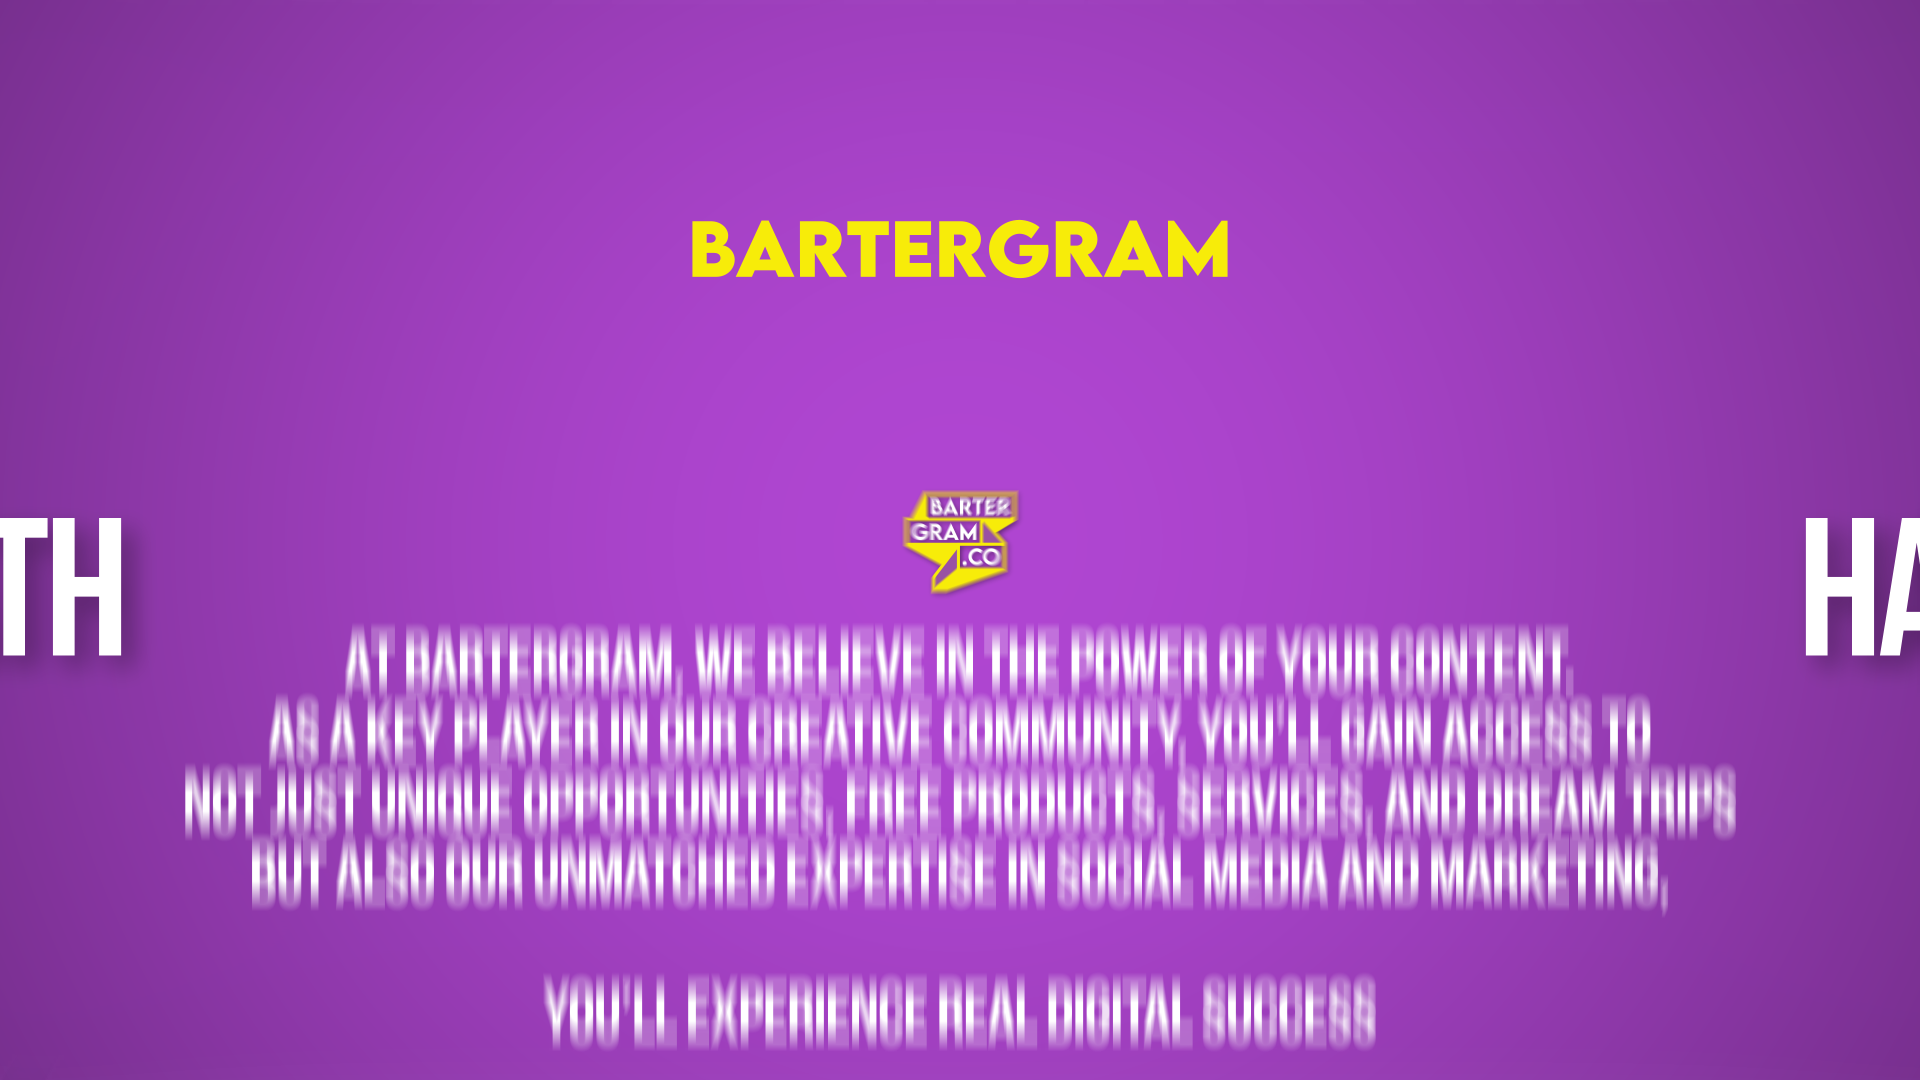 BARTERGRAM
BARTER
GRAM
.CO
TH
HA
AT BARTERGRAM, WE BELIEVE IN THE POWER OF YOUR CONTENT.
AS A KEY PLAYER IN OUR CREATIVE COMMUNITY, YOU'LL GAIN ACCESS TO
NOT JUST UNIQUE OPPORTUNITIES, FREE PRODUCTS, SERVICES, AND DREAM TRIPS
BUT ALSO OUR UNMATCHED EXPERTISE IN SOCIAL MEDIA AND MARKETING,
YOU'LL EXPERIENCE REAL DIGITAL SUCCESS